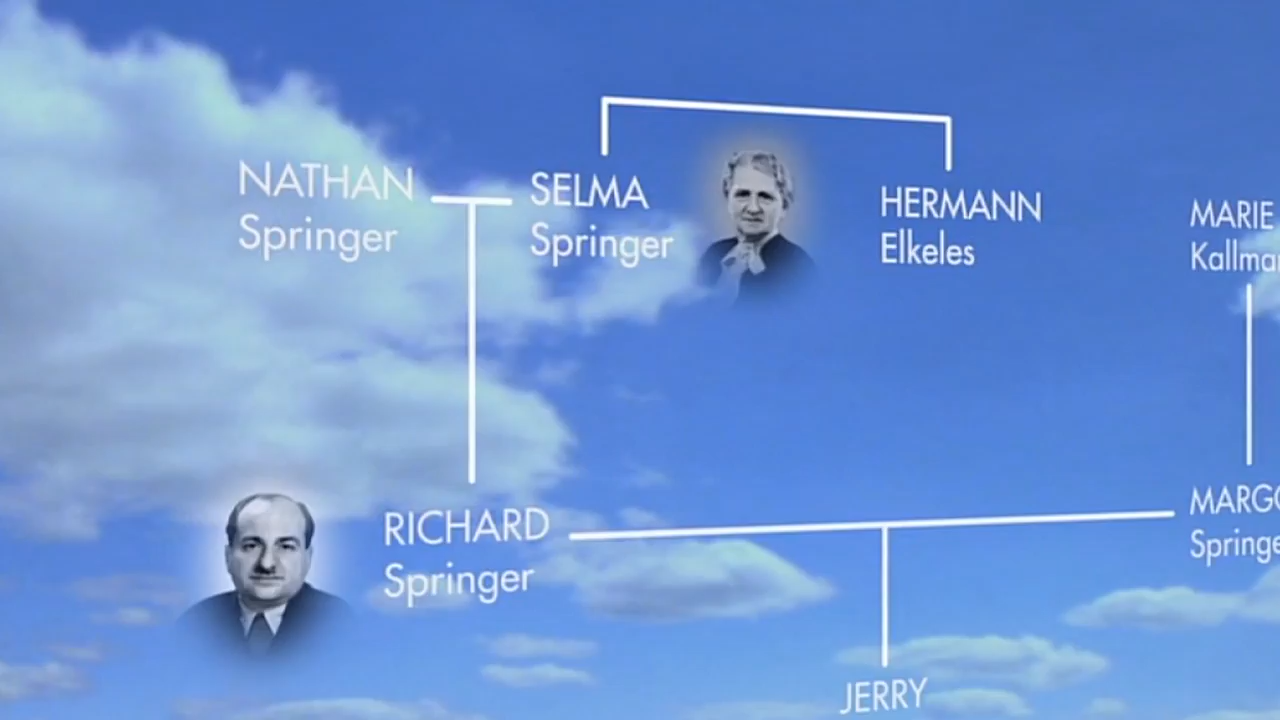 NATHAN
Springer
SELMA
Springer
HERMANN
Elkeles
MARIE
RICHARD
Springer
JERRY